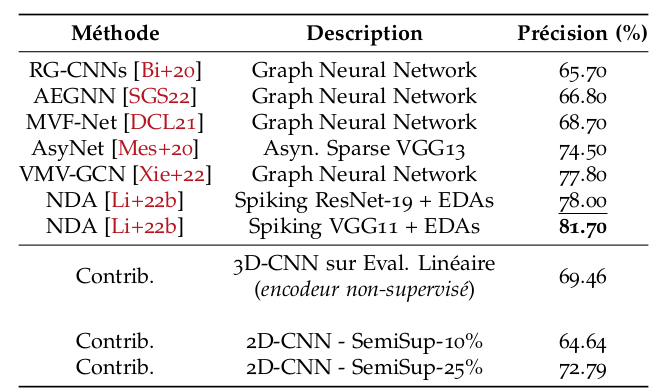 Méthode Description Précision (%)
RG-CNNs [Bi+20] Graph Neural Network 65.70
AEGNN [SGS22] Graph Neural Network 66.80
MVF-Net [DCL21] Graph Neural Network 68.70
AsyNet [Mes+20] Asyn. Sparse VGG13 74.50
VMV-GCN [Xie+22] Graph Neural Network 77.80
NDA [Li+22b] Spiking ResNet-19 + EDAs 78.00
NDA [Li+22b] Spiking VGG11 + EDAs 81.70
Contrib. 3D-CNN sur Eval. Linéaire 69.46
(encodeur non-supervisé)
Contrib. 2D-CNN - SemiSup-10% 64.64
Contrib. 2D-CNN - SemiSup-25% 72.79